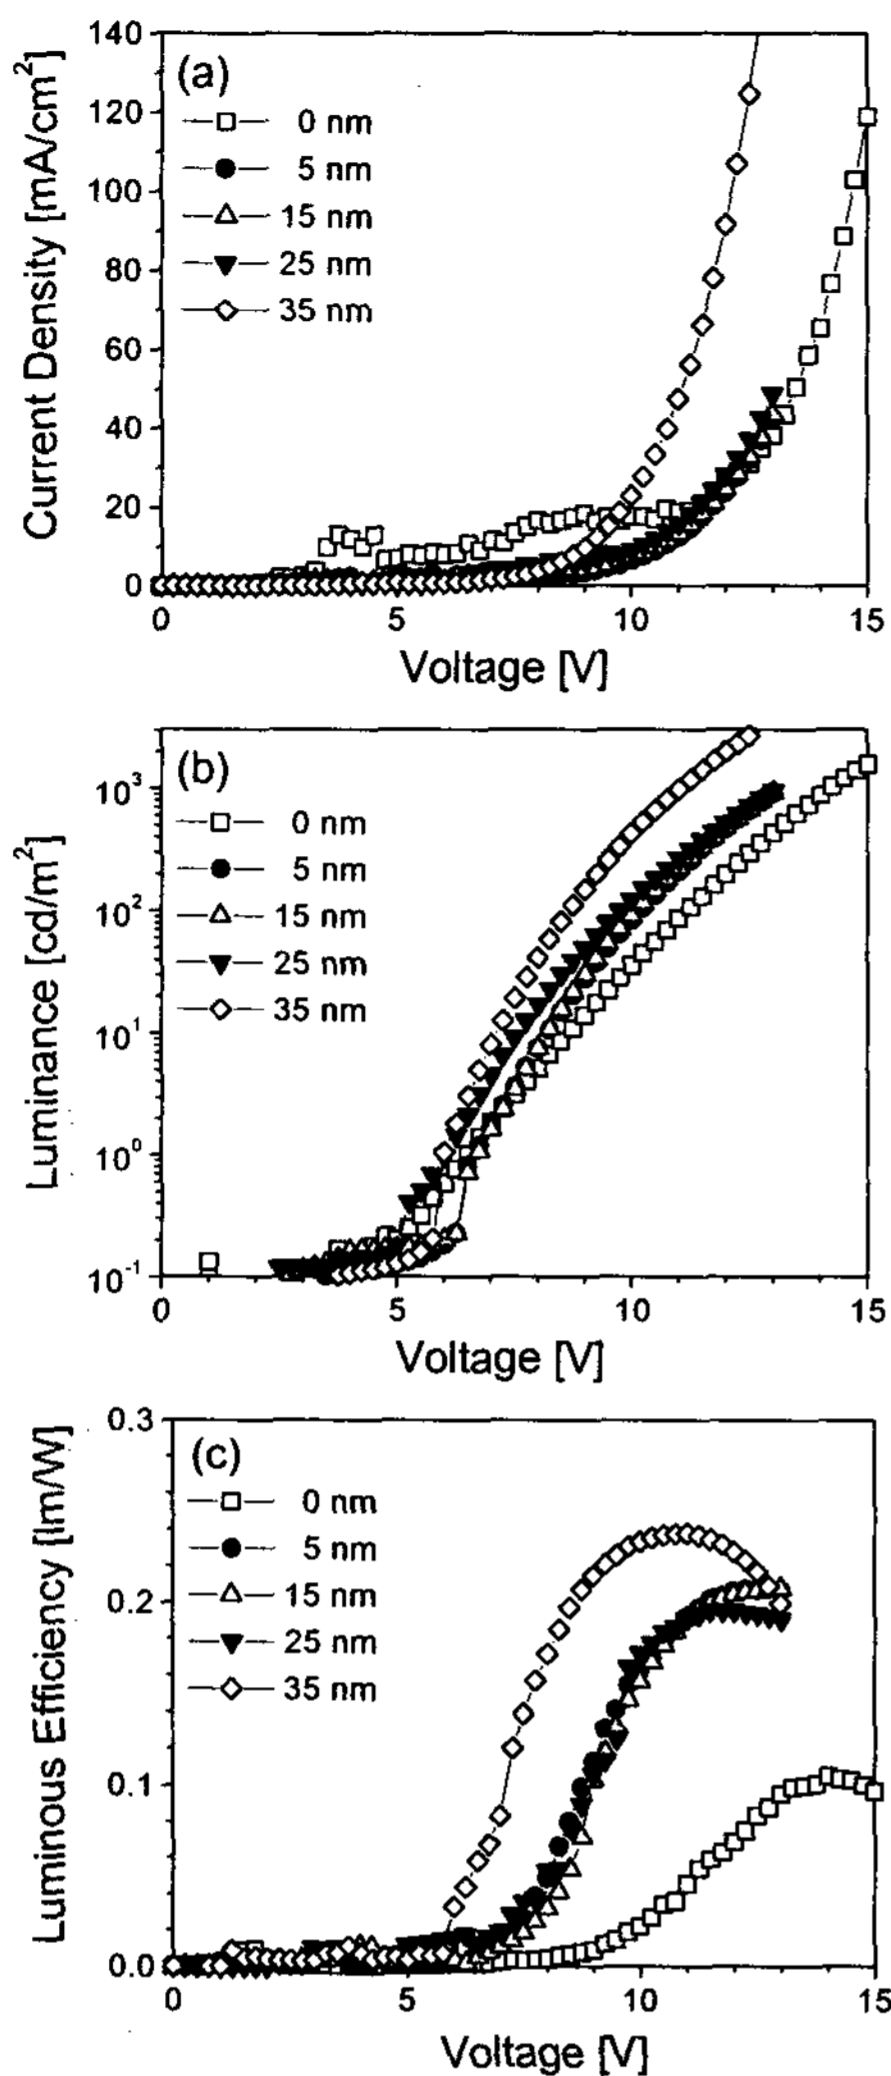 (a)
0 nm
5 nm
15 nm
25 nm
35 nm
Current Density [mA/cm²]
140
120
100
80
60
40
20
0
0 5 10 15
Voltage [V]
(b)
0 nm
5 nm
15 nm
25 nm
35 nm
Luminance [cd/m²]
10³
10²
10¹
10⁰
10⁻¹
0 5 10 15
Voltage [V]
(c)
0 nm
5 nm
15 nm
25 nm
35 nm
Luminous Efficiency [lm/W]
0.3
0.2
0.1
0.0
0 5 10 15
Voltage [V]